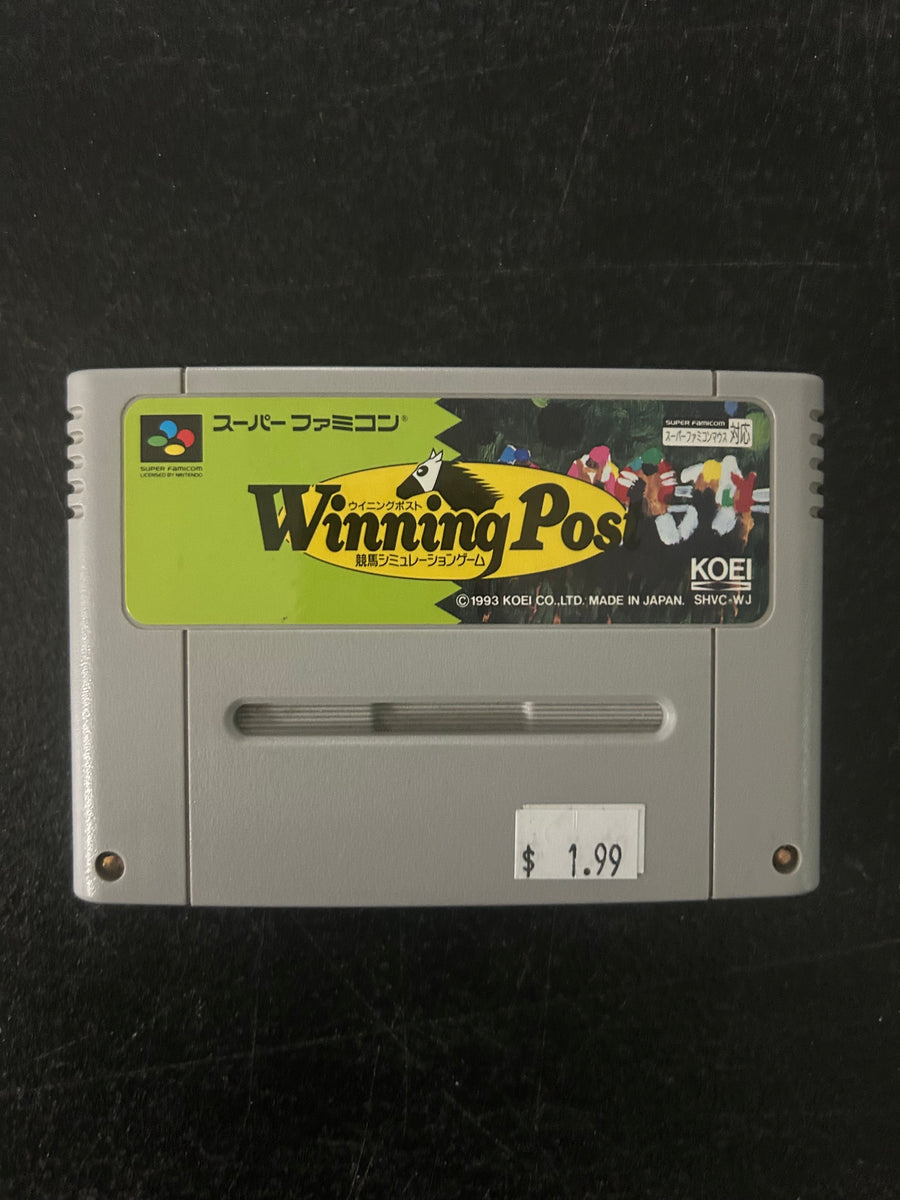 スーパーファミコン®
SUPER FAMICOM
LICENSED BY NINTENDO
SUPER FAMICOM
スーパーファミコンマウス 対応
ウイニングポスト
Winning Post
競馬シミュレーションゲーム
KOEI
©1993 KOEI CO.,LTD. MADE IN JAPAN. SHVC-WJ
$ 1.99